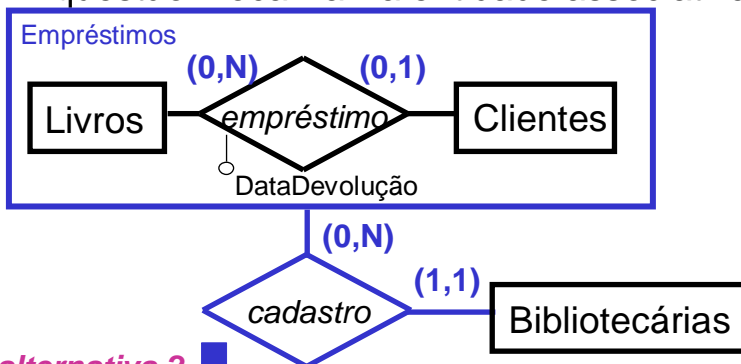 Empréstimos
(0,N) (0,1)
Livros empréstimo Clientes
DataDevolução
(0,N)
(1,1)
cadastro Bibliotecárias